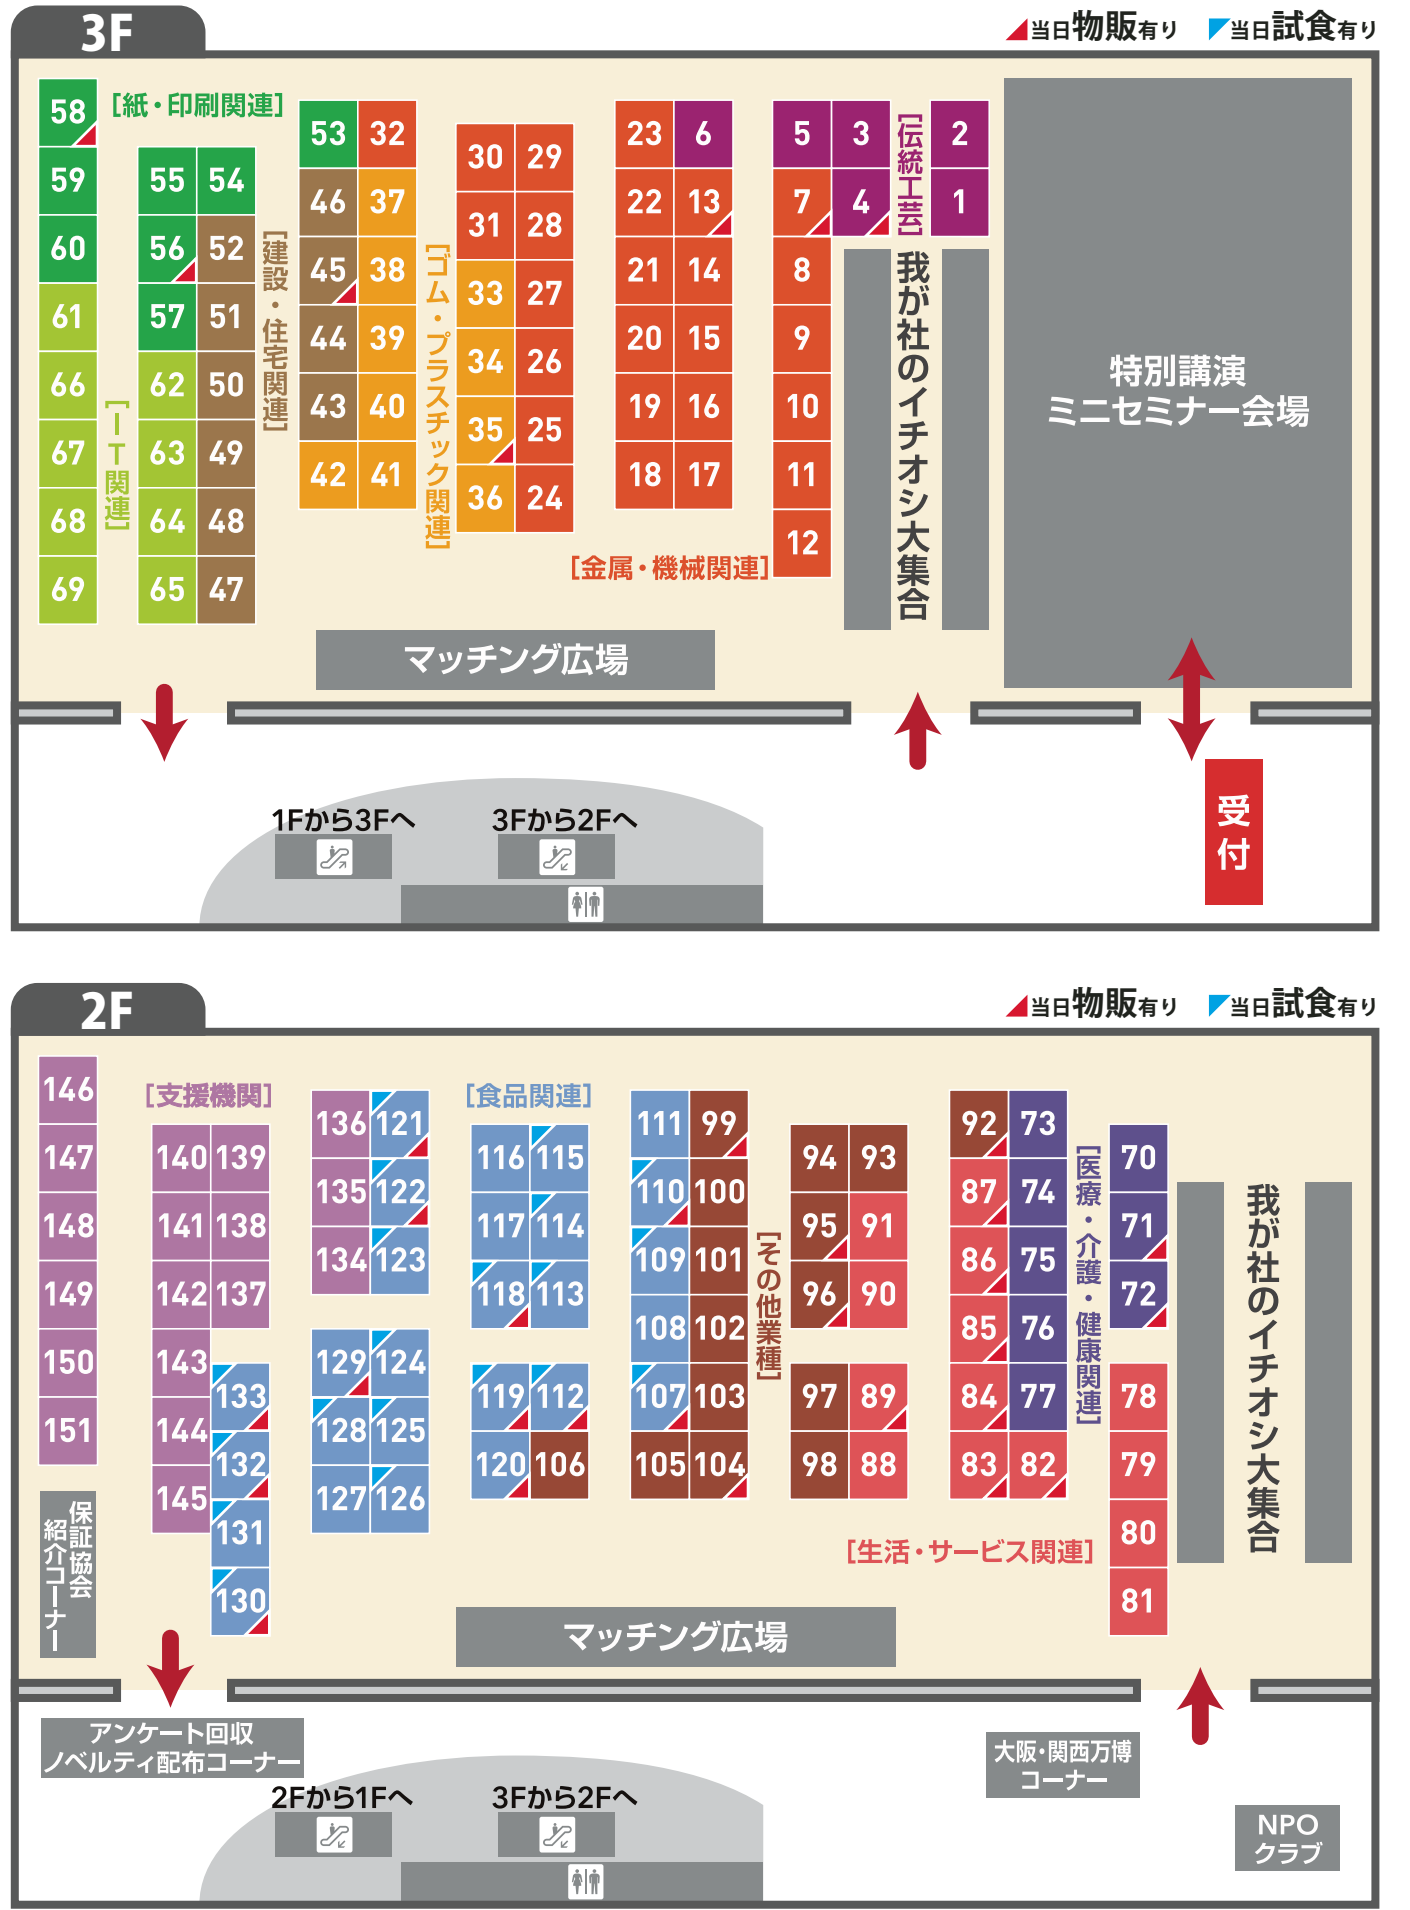 3F
当日物販有り
当日試食有り
58
59
60
61
66
67
68
69
[紙・印刷関連]
[IT関連]
55 54
56 52
57 51
62 50
63 49
64 48
65 47
[建設・住宅関連]
53 32
46 37
45 38
44 39
43 40
42 41
[ゴム・プラスチック関連]
30 29
31 28
33 27
34 26
35 25
36 24
[金属・機械関連]
23 6
22 13
21 14
20 15
19 16
18 17
5 3
7 4
8
9
10
11
12
[伝統工芸]
2
1
我が社のイチオシ大集合
特別講演
ミニセミナー会場
マッチング広場
1Fから3Fへ
3Fから2Fへ
受付
2F
当日物販有り
当日試食有り
146
147
148
149
150
151
[支援機関]
140 139
141 138
142 137
143
144
145
133
132
131
130
136 121
135 122
134 123
129 124
128 125
127 126
[食品関連]
116 115
117 114
118 113
119 112
120 106
111 99
110 100
109 101
108 102
107 103
105 104
[その他業種]
94 93
95 91
96 90
97 89
98 88
92 73
87 74
86 75
85 76
84 77
83 82
[医療・介護・健康関連]
70
71
72
78
79
80
81
[生活・サービス関連]
我が社のイチオシ大集合
保証協会
紹介コーナー
マッチング広場
アンケート回収
ノベルティ配布コーナー
2Fから1Fへ
3Fから2Fへ
大阪・関西万博
コーナー
NPO
クラブ